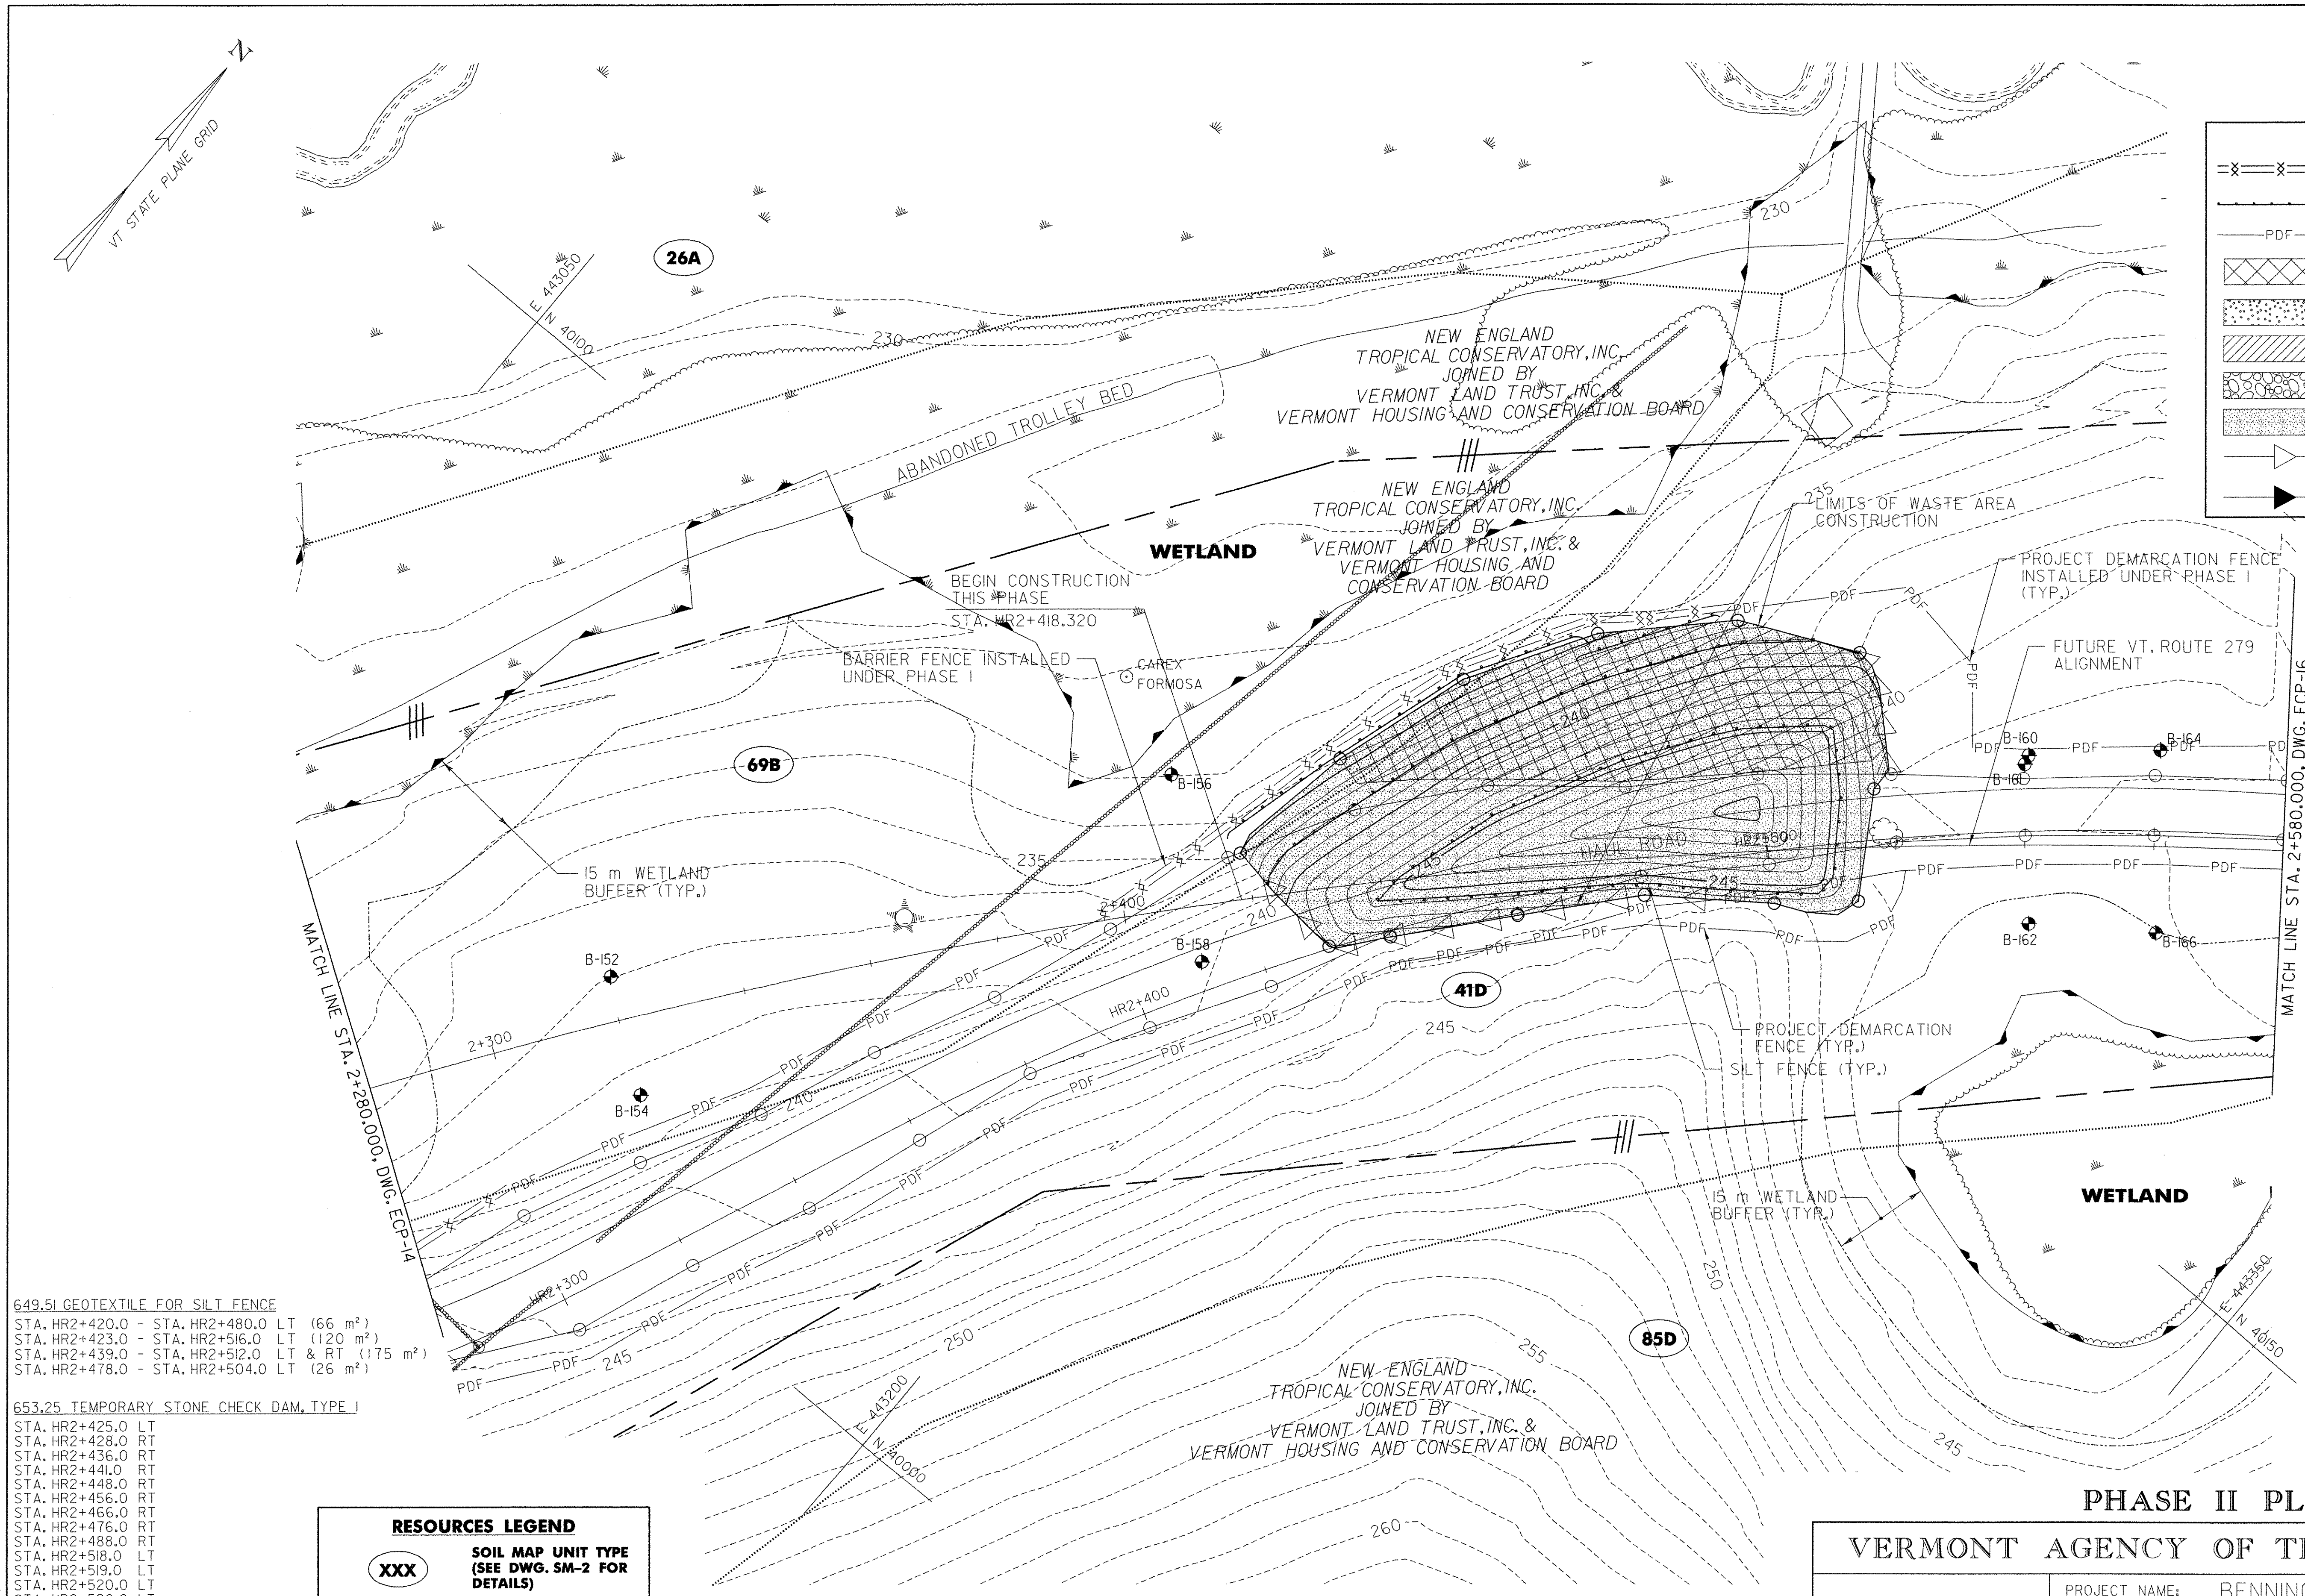 N
VT STATE PLANE GRID
26A
E 443050
N 40100
230
230
ABANDONED TROLLEY BED
NEW ENGLAND
TROPICAL CONSERVATORY, INC.
JOINED BY
VERMONT LAND TRUST, INC. &
VERMONT HOUSING AND CONSERVATION BOARD
NEW ENGLAND
TROPICAL CONSERVATORY, INC.
JOINED BY
VERMONT LAND TRUST, INC. &
VERMONT HOUSING AND
CONSERVATION BOARD
WETLAND
235
LIMITS OF WASTE AREA
CONSTRUCTION
PROJECT DEMARCATION FENCE
INSTALLED UNDER PHASE I
(TYP.)
FUTURE VT. ROUTE 279
ALIGNMENT
PDF
BEGIN CONSTRUCTION
THIS PHASE
STA. HR2+418.320
BARRIER FENCE INSTALLED
UNDER PHASE I
CAREX
FORMOSA
69B
B-156
15 m WETLAND
BUFFER (TYP.)
235
240
240
240
245
245
HAUL ROAD
B-160
B-164
B-162
B-166
B-152
B-154
B-158
2+300
2+400
HR2+400
HR2+300
240
41D
245
PROJECT DEMARCATION
FENCE (TYP.)
SILT FENCE (TYP.)
MATCH LINE STA. 2+280.000, DWG. ECP-14
MATCH LINE STA. 2+580.000, DWG. ECP-16
15 m WETLAND
BUFFER (TYP.)
WETLAND
250
E 443350
N 40150
85D
255
245
250
245
260
E 443200
N 40000
NEW ENGLAND
TROPICAL CONSERVATORY, INC.
JOINED BY
VERMONT LAND TRUST, INC. &
VERMONT HOUSING AND CONSERVATION BOARD
649.51 GEOTEXTILE FOR SILT FENCE
STA. HR2+420.0 - STA. HR2+480.0 LT (66 m²)
STA. HR2+423.0 - STA. HR2+516.0 LT (120 m²)
STA. HR2+439.0 - STA. HR2+512.0 LT & RT (175 m²)
STA. HR2+478.0 - STA. HR2+504.0 LT (26 m²)
653.25 TEMPORARY STONE CHECK DAM, TYPE I
STA. HR2+425.0 LT
STA. HR2+428.0 RT
STA. HR2+436.0 RT
STA. HR2+441.0 RT
STA. HR2+448.0 RT
STA. HR2+456.0 RT
STA. HR2+466.0 RT
STA. HR2+476.0 RT
STA. HR2+488.0 RT
STA. HR2+518.0 LT
STA. HR2+519.0 LT
STA. HR2+520.0 LT
RESOURCES LEGEND
XXX
SOIL MAP UNIT TYPE
(SEE DWG. SM-2 FOR
DETAILS)
PHASE II PL
VERMONT AGENCY OF T
PROJECT NAME: BENNIN